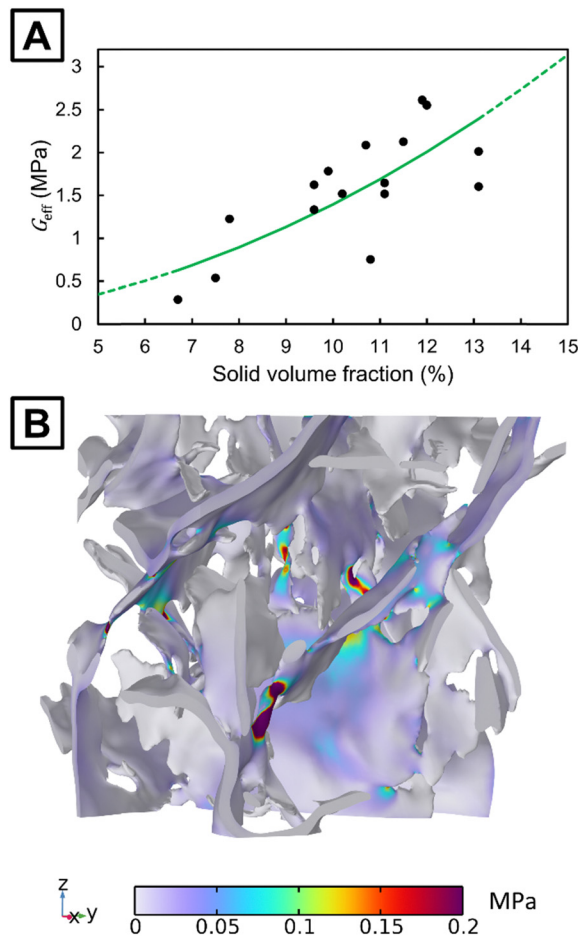 A
3
2.5
2
1.5
1
0.5
0
G_eff (MPa)
5 6 7 8 9 10 11 12 13 14 15
Solid volume fraction (%)
B
z
x y
0 0.05 0.1 0.15 0.2
MPa